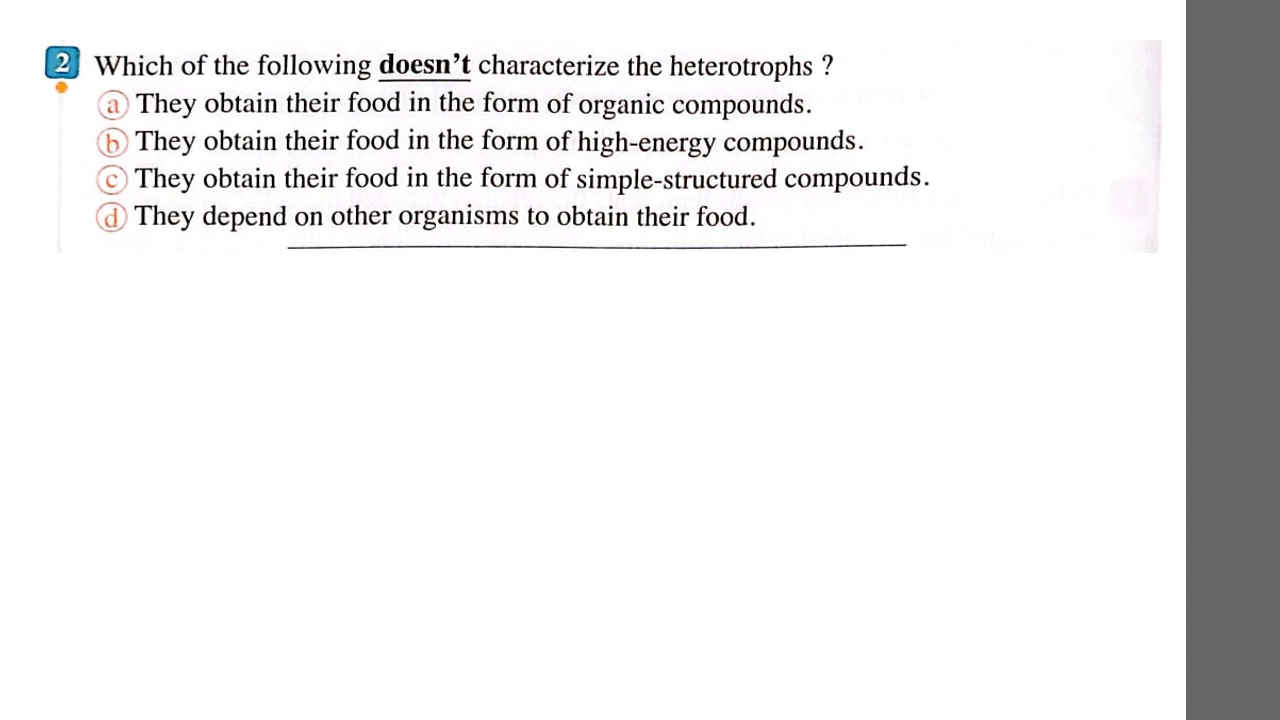 2 Which of the following doesn't characterize the heterotrophs ?
a They obtain their food in the form of organic compounds.
b They obtain their food in the form of high-energy compounds.
c They obtain their food in the form of simple-structured compounds.
d They depend on other organisms to obtain their food.